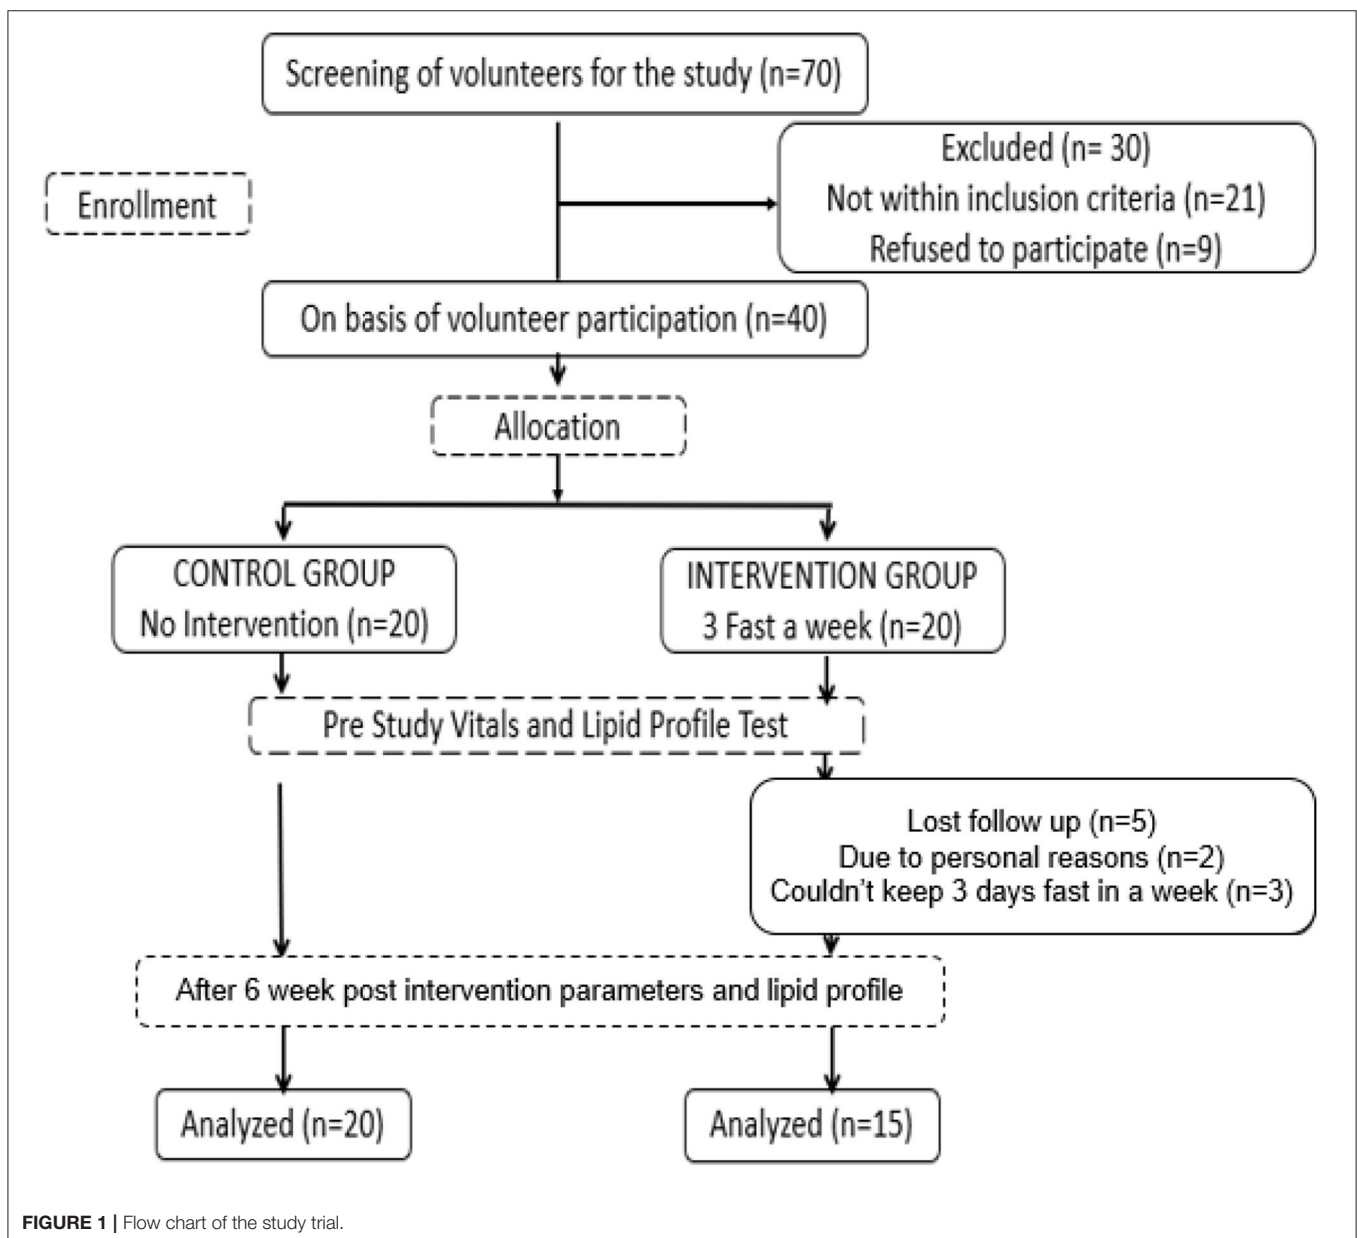 Screening of volunteers for the study (n=70)
Excluded (n= 30)
Not within inclusion criteria (n=21)
Refused to participate (n=9)
Enrollment
On basis of volunteer participation (n=40)
Allocation
CONTROL GROUP
No Intervention (n=20)
INTERVENTION GROUP
3 Fast a week (n=20)
Pre Study Vitals and Lipid Profile Test
Lost follow up (n=5)
Due to personal reasons (n=2)
Couldn't keep 3 days fast in a week (n=3)
After 6 week post intervention parameters and lipid profile
Analyzed (n=20)
Analyzed (n=15)
FIGURE 1 | Flow chart of the study trial.